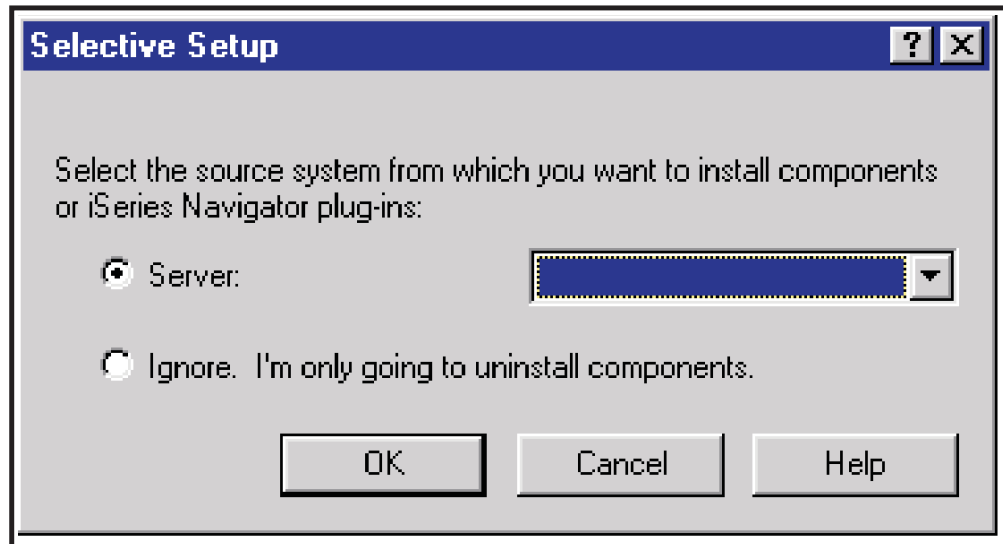 Selective Setup
Select the source system from which you want to install components
or iSeries Navigator plug-ins:
Server:
Ignore.  I'm only going to uninstall components.
OK Cancel Help